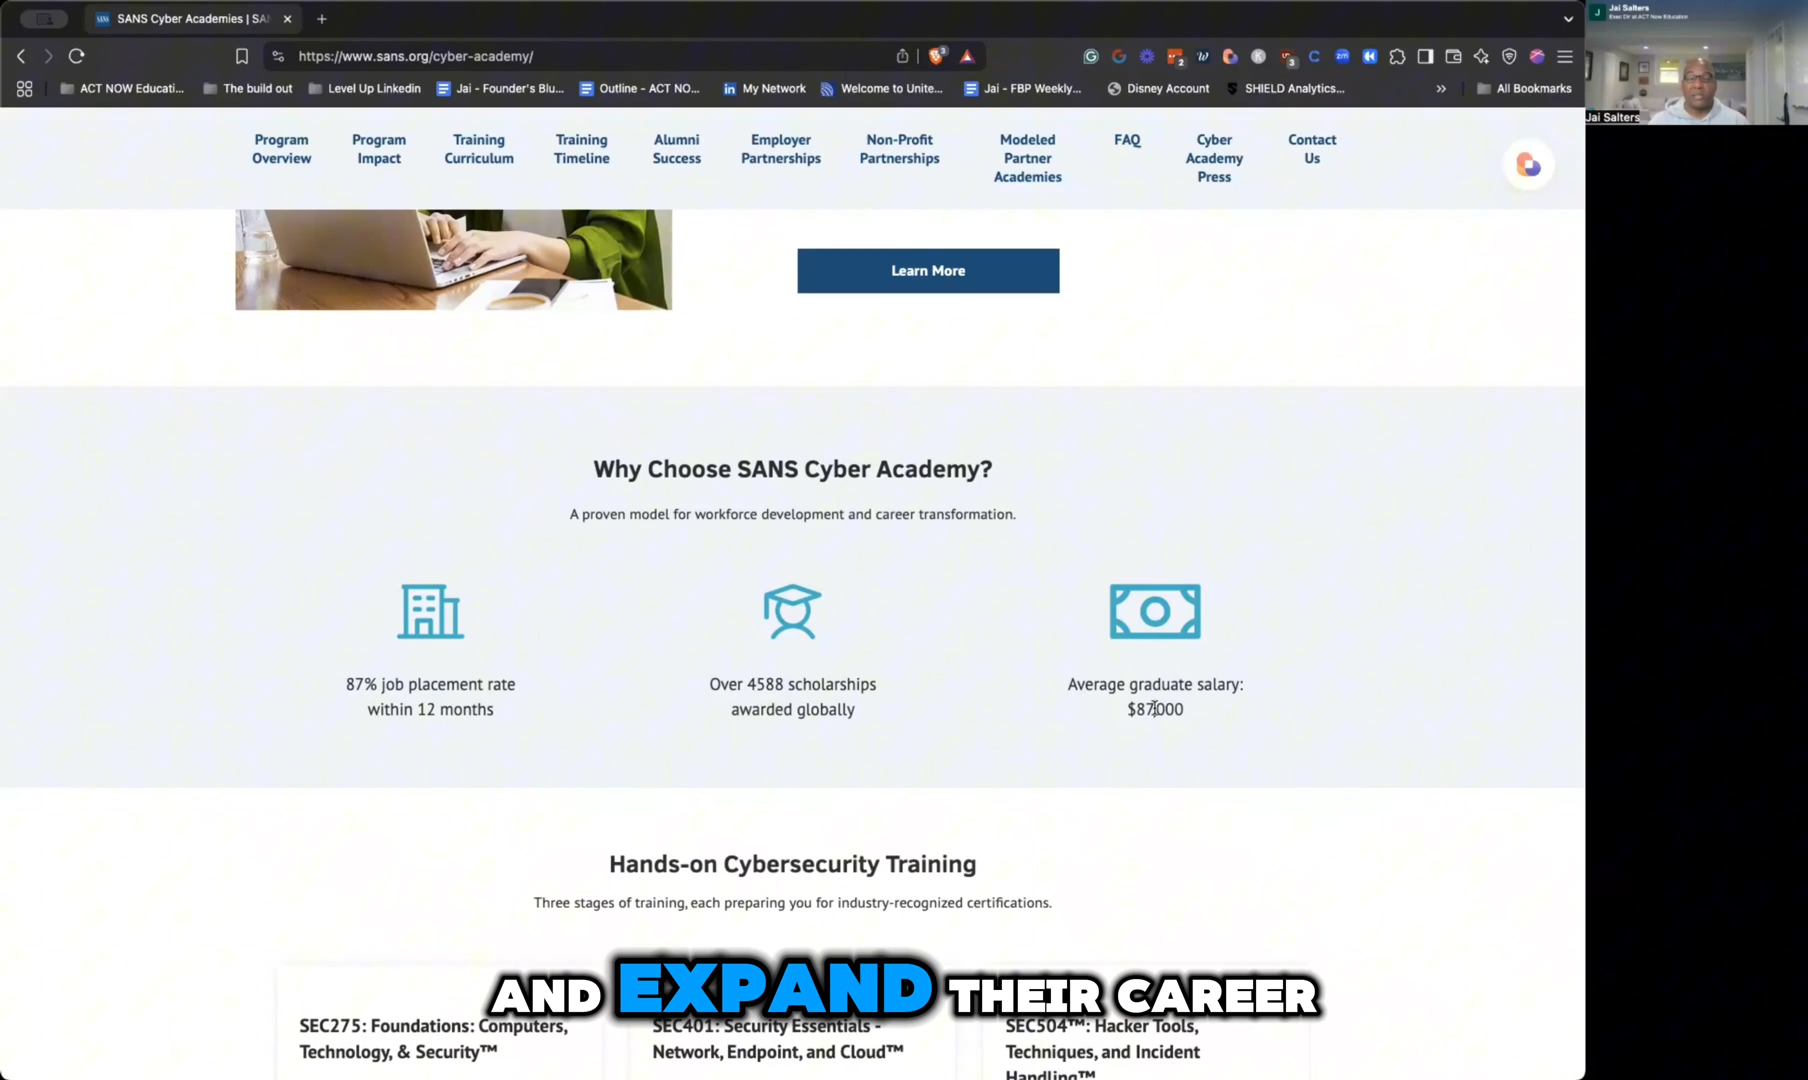 SANS Cyber Academies | SA
https://www.sans.org/cyber-academy/
ACT NOW Educati...
The build out
Level Up Linkedin
Jai - Founder's Blu...
Outline - ACT NO...
My Network
Welcome to Unite...
Jai - FBP Weekly...
Disney Account
SHIELD Analytics...
All Bookmarks
Jai Salters
Exec Dir at ACT Now Education
Jai Salters
Program
Overview
Program
Impact
Training
Curriculum
Training
Timeline
Alumni
Success
Employer
Partnerships
Non-Profit
Partnerships
Modeled
Partner
Academies
FAQ
Cyber
Academy
Press
Contact
Us
Learn More
Why Choose SANS Cyber Academy?
A proven model for workforce development and career transformation.
87% job placement rate
within 12 months
Over 4588 scholarships
awarded globally
Average graduate salary:
$87,000
Hands-on Cybersecurity Training
Three stages of training, each preparing you for industry-recognized certifications.
AND EXPAND THEIR CAREER
SEC275: Foundations: Computers,
Technology, & Security™
SEC401: Security Essentials -
Network, Endpoint, and Cloud™
SEC504™: Hacker Tools,
Techniques, and Incident
Handling™